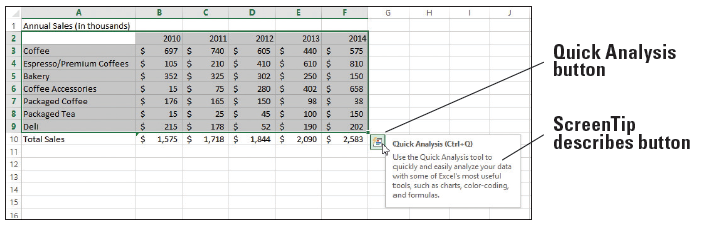 A B C D E F G H I J
1 Annual Sales (in thousands)
2 2010 2011 2012 2013 2014
3 Coffee $ 697 $ 740 $ 605 $ 440 $ 575
4 Espresso/Premium Coffees $ 105 $ 210 $ 410 $ 610 $ 810
5 Bakery $ 352 $ 325 $ 302 $ 250 $ 150
6 Coffee Accessories $ 15 $ 75 $ 280 $ 402 $ 658
7 Packaged Coffee $ 176 $ 165 $ 150 $ 98 $ 38
8 Packaged Tea $ 15 $ 25 $ 45 $ 100 $ 150
9 Deli $ 215 $ 178 $ 52 $ 190 $ 202
10 Total Sales $ 1,575 $ 1,718 $ 1,844 $ 2,090 $ 2,583
11
12
13
14
15
16
Quick Analysis (Ctrl+Q)
Use the Quick Analysis tool to
quickly and easily analyze your data
with some of Excel's most useful
tools, such as charts, color-coding,
and formulas.
Quick Analysis
button
ScreenTip
describes button